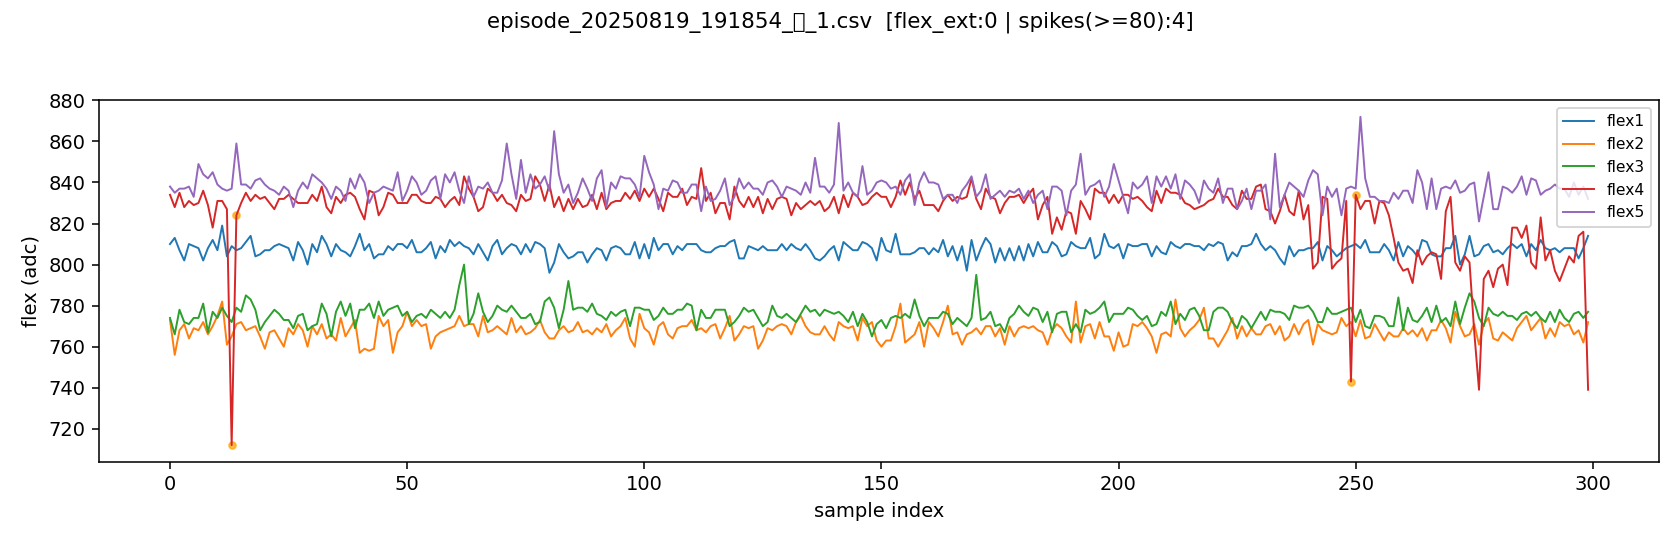 episode_20250819_191854_▯_1.csv [flex_ext:0 | spikes(>=80):4]
880
860
840
820
800
780
760
740
720
flex (adc)
0
50
100
150
200
250
300
sample index
flex1
flex2
flex3
flex4
flex5